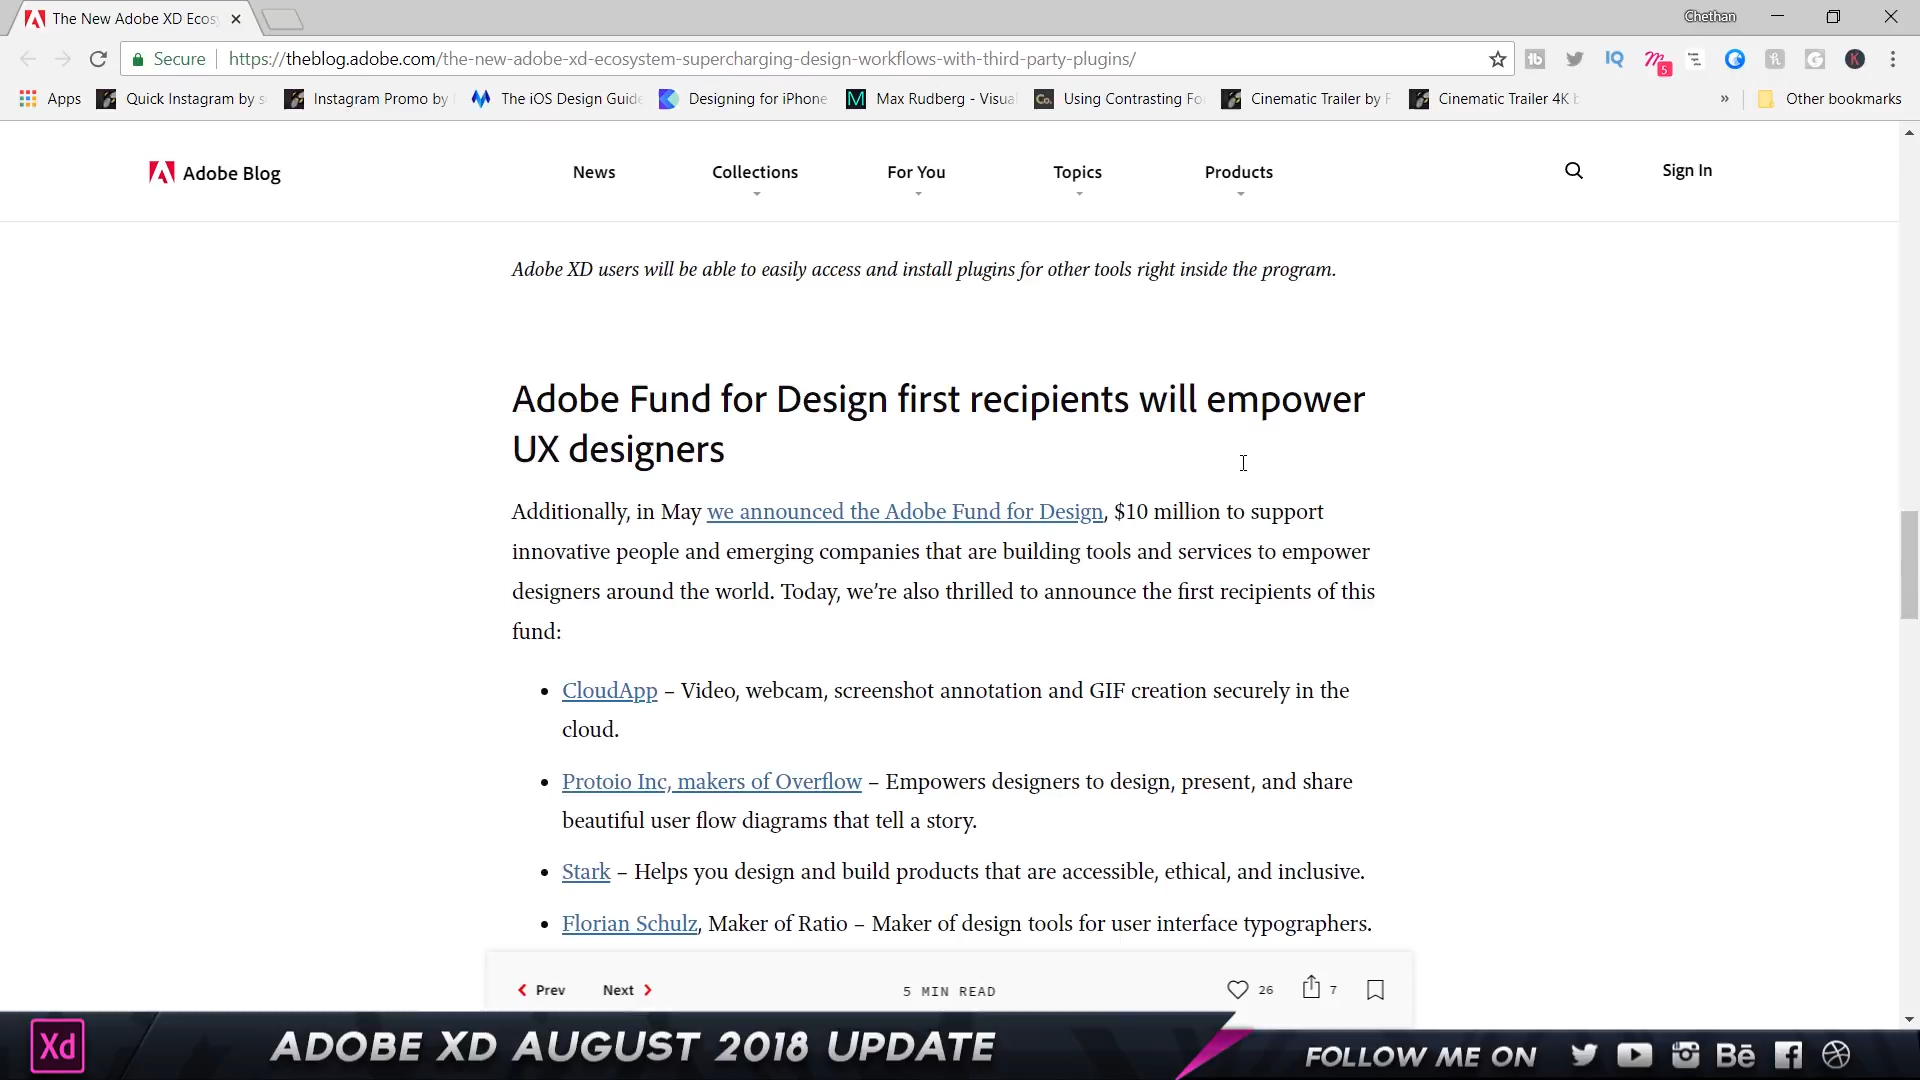 The New Adobe XD Ecos
Chethan
Secure
https://theblog.adobe.com/the-new-adobe-xd-ecosystem-supercharging-design-workflows-with-third-party-plugins/
Apps
Quick Instagram by s
Instagram Promo by
The iOS Design Guide
Designing for iPhone
Max Rudberg - Visual
Using Contrasting Fo
Cinematic Trailer by F
Cinematic Trailer 4K b
Other bookmarks
Adobe Blog
News
Collections
For You
Topics
Products
Sign In
Adobe XD users will be able to easily access and install plugins for other tools right inside the program.
Adobe Fund for Design first recipients will empower
UX designers
Additionally, in May we announced the Adobe Fund for Design, $10 million to support
innovative people and emerging companies that are building tools and services to empower
designers around the world. Today, we’re also thrilled to announce the first recipients of this
fund:
• CloudApp – Video, webcam, screenshot annotation and GIF creation securely in the
cloud.
• Protoio Inc, makers of Overflow – Empowers designers to design, present, and share
beautiful user flow diagrams that tell a story.
• Stark – Helps you design and build products that are accessible, ethical, and inclusive.
• Florian Schulz, Maker of Ratio – Maker of design tools for user interface typographers.
Prev
Next
5 MIN READ
26
7
Xd
ADOBE XD AUGUST 2018 UPDATE
FOLLOW ME ON
Bē